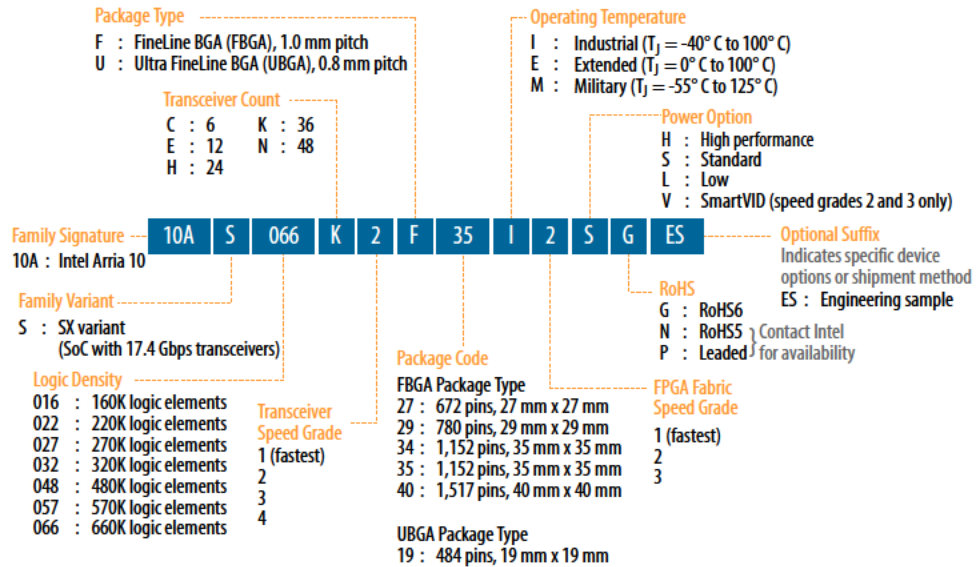 Package Type
F : FineLine BGA (FBGA), 1.0 mm pitch
U : Ultra FineLine BGA (UBGA), 0.8 mm pitch
Operating Temperature
I : Industrial (TJ = -40° C to 100° C)
E : Extended (TJ = 0° C to 100° C)
M : Military (TJ = -55° C to 125° C)
Transceiver Count
C : 6 K : 36
E : 12 N : 48
H : 24
Power Option
H : High performance
S : Standard
L : Low
V : SmartVID (speed grades 2 and 3 only)
Family Signature
10A : Intel Arria 10
10A S 066 K 2 F 35 I 2 S G ES
Optional Suffix
Indicates specific device
options or shipment method
ES : Engineering sample
Family Variant
S : SX variant
(SoC with 17.4 Gbps transceivers)
RoHS
G : RoHS6
N : RoHS5
P : Leaded
Contact Intel
for availability
Logic Density
016 : 160K logic elements
022 : 220K logic elements
027 : 270K logic elements
032 : 320K logic elements
048 : 480K logic elements
057 : 570K logic elements
066 : 660K logic elements
Transceiver
Speed Grade
1 (fastest)
2
3
4
Package Code
FBGA Package Type
27 : 672 pins, 27 mm x 27 mm
29 : 780 pins, 29 mm x 29 mm
34 : 1,152 pins, 35 mm x 35 mm
35 : 1,152 pins, 35 mm x 35 mm
40 : 1,517 pins, 40 mm x 40 mm
UBGA Package Type
19 : 484 pins, 19 mm x 19 mm
FPGA Fabric
Speed Grade
1 (fastest)
2
3